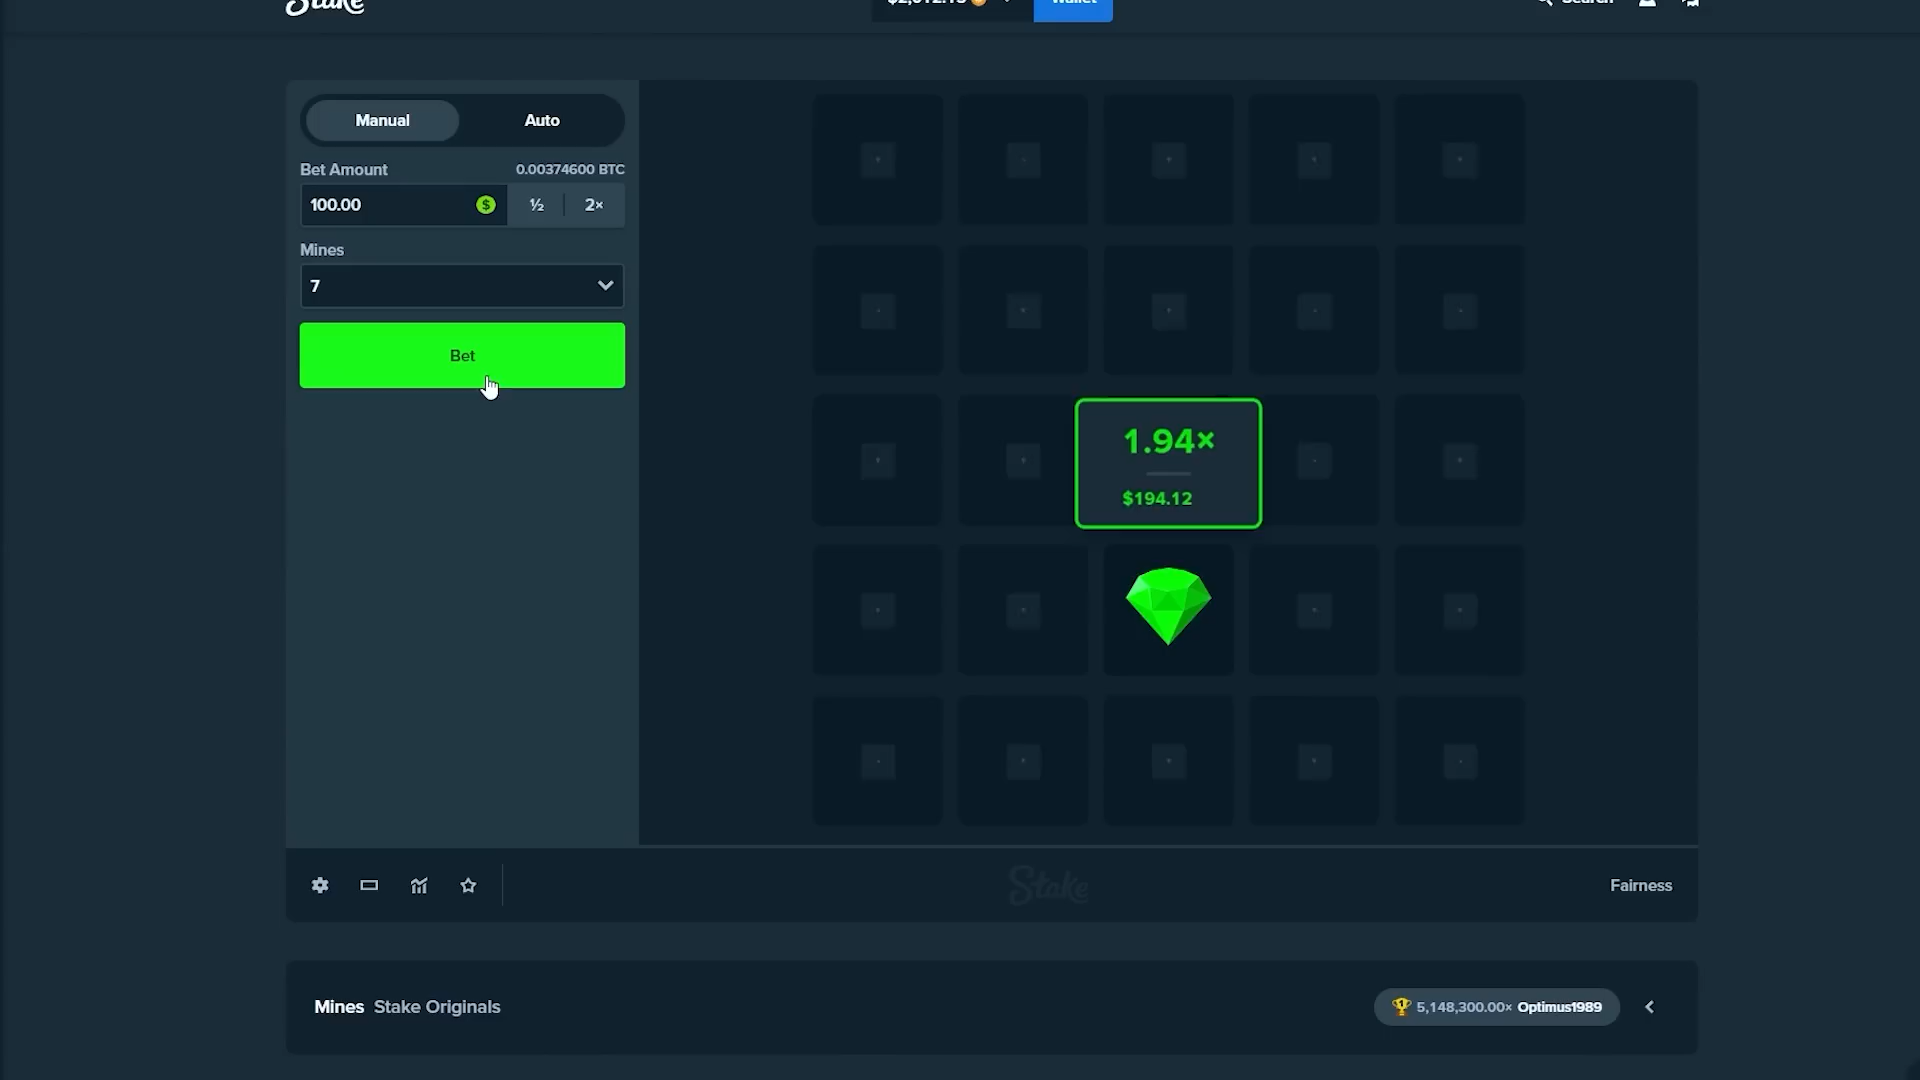 Stake
Wallet
Search
Manual
Auto
Bet Amount
0.00374600 BTC
100.00
$
½
2×
Mines
7
Bet
1.94×
$194.12
Stake
Fairness
Mines Stake Originals
1
5,148,300.00× Optimus1989